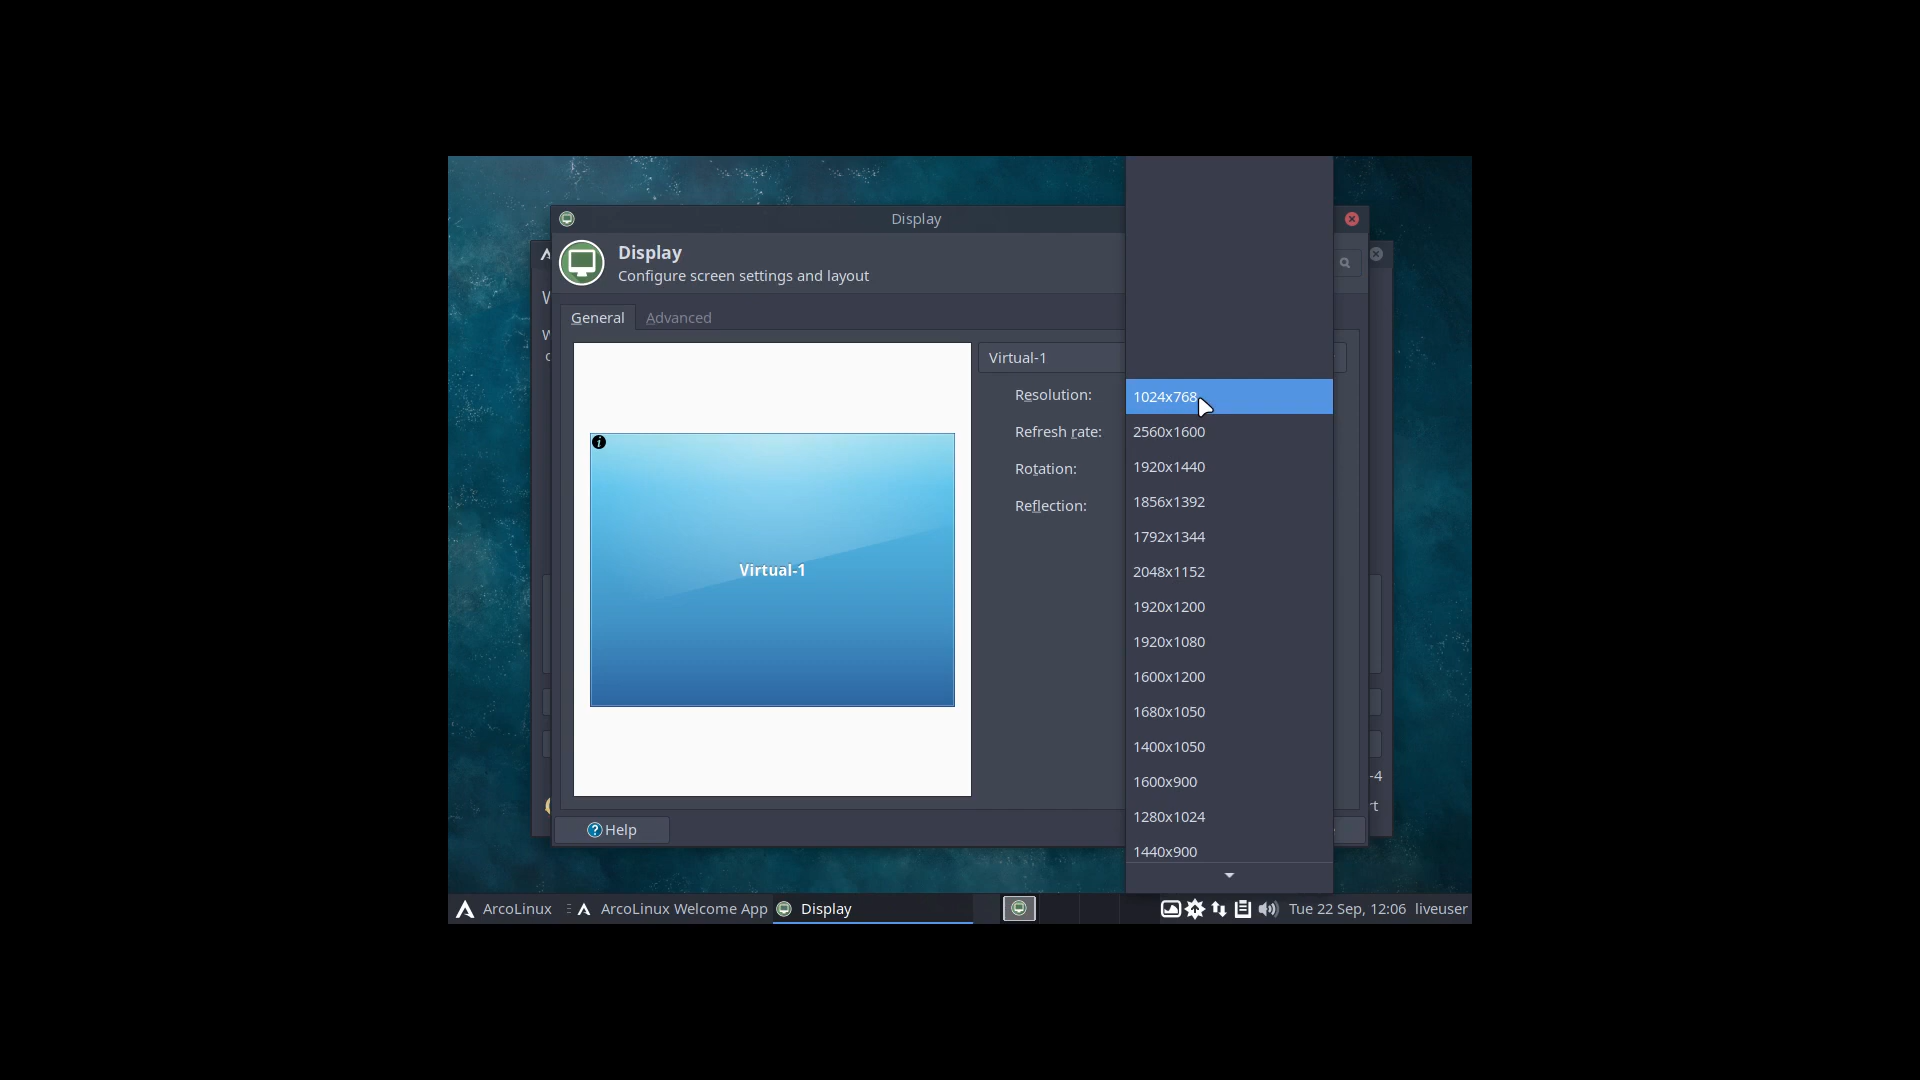 Display
Display
Configure screen settings and layout
General
Advanced
Virtual-1
Resolution:
Refresh rate:
Rotation:
Reflection:
1024x768
2560x1600
1920x1440
1856x1392
1792x1344
2048x1152
1920x1200
1920x1080
1600x1200
1680x1050
1400x1050
1600x900
1280x1024
1440x900
Virtual-1
-4
Help
ArcoLinux
ArcoLinux Welcome App
Display
Tue 22 Sep, 12:06
liveuser